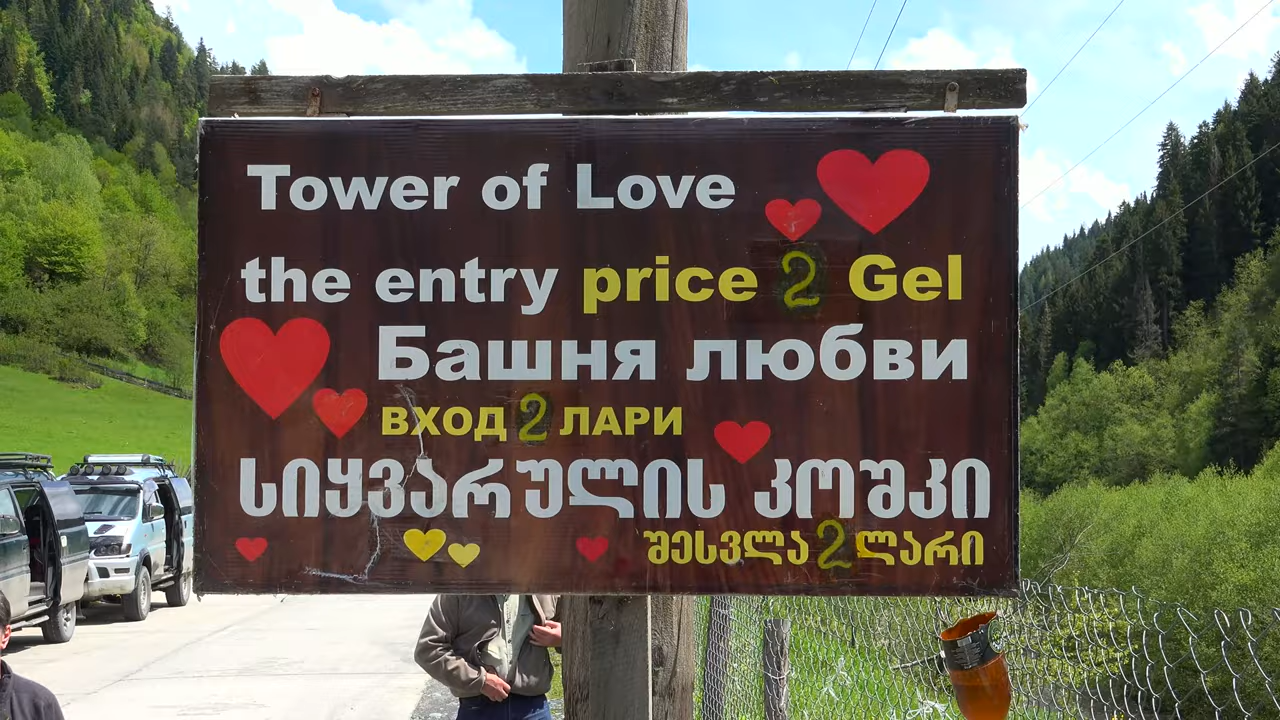 Tower of Love
the entry price 2 Gel
Башня любви
ВХОД 2 ЛАРИ
სიყვარულის კოშკი
შესვლა 2 ლარი